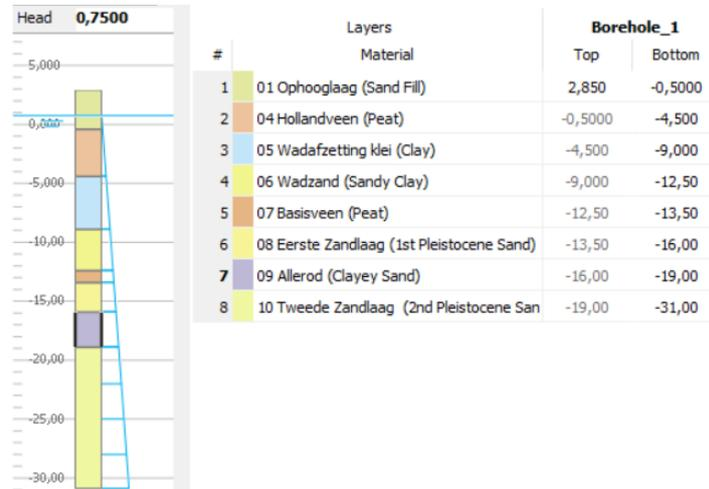 Head 0,7500
5,000
0,000
-5,000
-10,00
-15,00
-20,00
-25,00
-30,00
Layers Borehole_1
# Material Top Bottom
1 01 Ophooglaag (Sand Fill) 2,850 -0,5000
2 04 Hollandveen (Peat) -0,5000 -4,500
3 05 Wadafzetting klei (Clay) -4,500 -9,000
4 06 Wadzand (Sandy Clay) -9,000 -12,50
5 07 Basisveen (Peat) -12,50 -13,50
6 08 Eerste Zandlaag (1st Pleistocene Sand) -13,50 -16,00
7 09 Allerod (Clayey Sand) -16,00 -19,00
8 10 Tweede Zandlaag (2nd Pleistocene San -19,00 -31,00